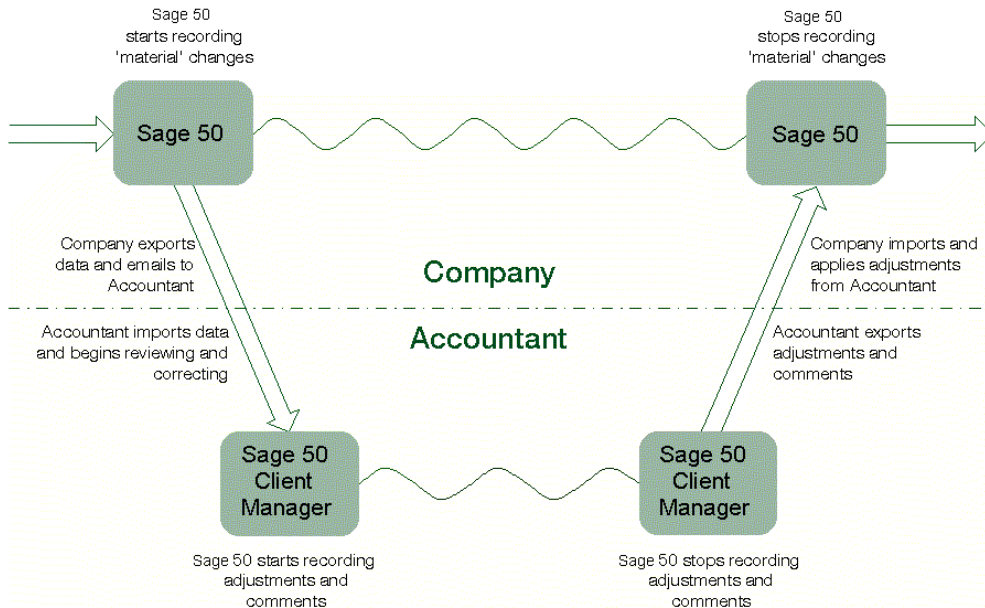 Sage 50
starts recording
'material' changes
Sage 50
stops recording
'material' changes
Sage 50
Sage 50
Company exports
data and emails to
Accountant
Company
Company imports and
applies adjustments
from Accountant
Accountant imports data
and begins reviewing and
correcting
Accountant
Accountant exports
adjustments and
comments
Sage 50
Client
Manager
Sage 50
Client
Manager
Sage 50 starts recording
adjustments and
comments
Sage 50 stops recording
adjustments and
comments